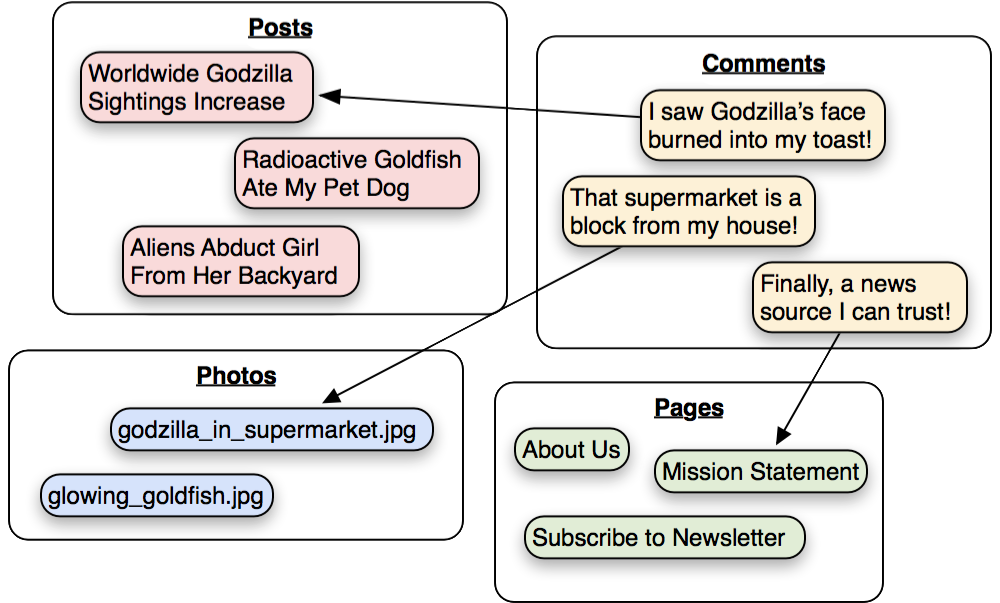 Posts
Worldwide Godzilla
Sightings Increase
Radioactive Goldfish
Ate My Pet Dog
Aliens Abduct Girl
From Her Backyard
Comments
I saw Godzilla’s face
burned into my toast!
That supermarket is a
block from my house!
Finally, a news
source I can trust!
Photos
godzilla_in_supermarket.jpg
glowing_goldfish.jpg
Pages
About Us
Mission Statement
Subscribe to Newsletter